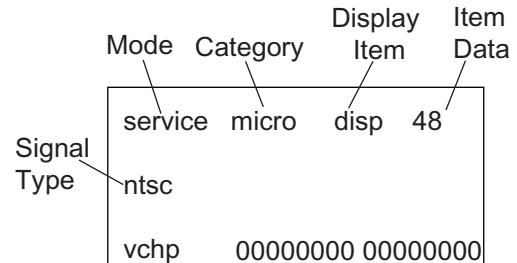 Display Item
Mode Category Item Data
service micro disp 48
Signal
Type ntsc
vchp 00000000 00000000